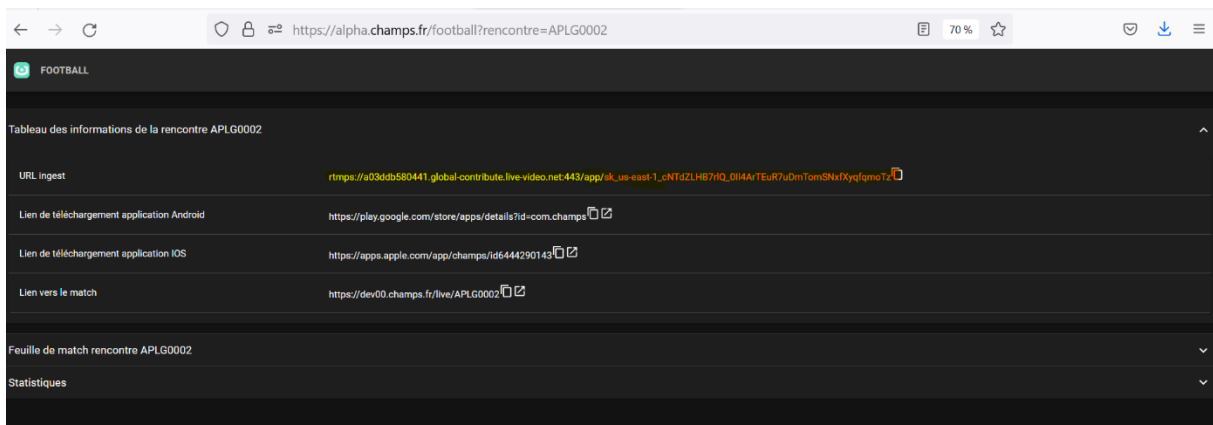 https://alpha.champs.fr/football?rencontre=APLG0002 70 %
FOOTBALL
Tableau des informations de la rencontre APLG0002
URL ingest rtmps://a03ddb580441.global-contribute.live-video.net:443/app/sk_us-east-1_cNTdZLHB7rlQ_0Il4ArTEuR7uDmTomSNxfXyqfqmoTz
Lien de téléchargement application Android https://play.google.com/store/apps/details?id=com.champs
Lien de téléchargement application IOS https://apps.apple.com/app/champs/id6444290143
Lien vers le match https://dev00.champs.fr/live/APLG0002
Feuille de match rencontre APLG0002
Statistiques